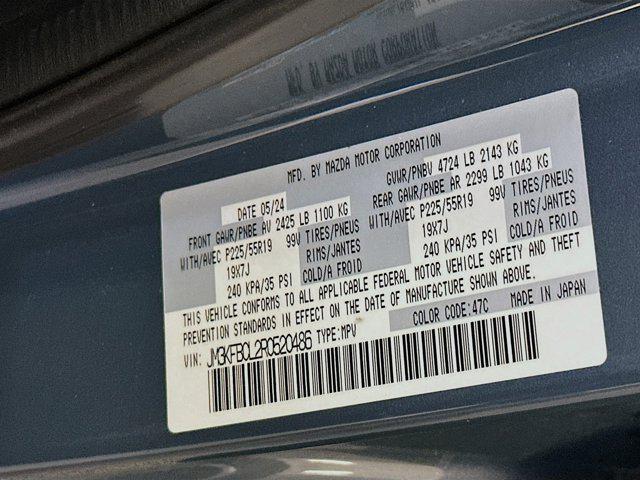 MFD. BY MAZDA MOTOR CORPORATION
DATE 05/24
GVWR/PNBV 4724 LB 2143 KG
FRONT GAWR/PNBE AV 2425 LB 1100 KG
REAR GAWR/PNBE AR 2299 LB 1043 KG
WITH/AVEC P225/55R19 99V TIRES/PNEUS
WITH/AVEC P225/55R19 99V TIRES/PNEUS
19X7J RIMS/JANTES
19X7J RIMS/JANTES
240 KPA/35 PSI COLD/A FROID
240 KPA/35 PSI COLD/A FROID
THIS VEHICLE CONFORMS TO ALL APPLICABLE FEDERAL MOTOR VEHICLE SAFETY AND THEFT
PREVENTION STANDARDS IN EFFECT ON THE DATE OF MANUFACTURE SHOWN ABOVE.
COLOR CODE: 47C MADE IN JAPAN
VIN: JM3KFBCL2R0520486 TYPE: MPV